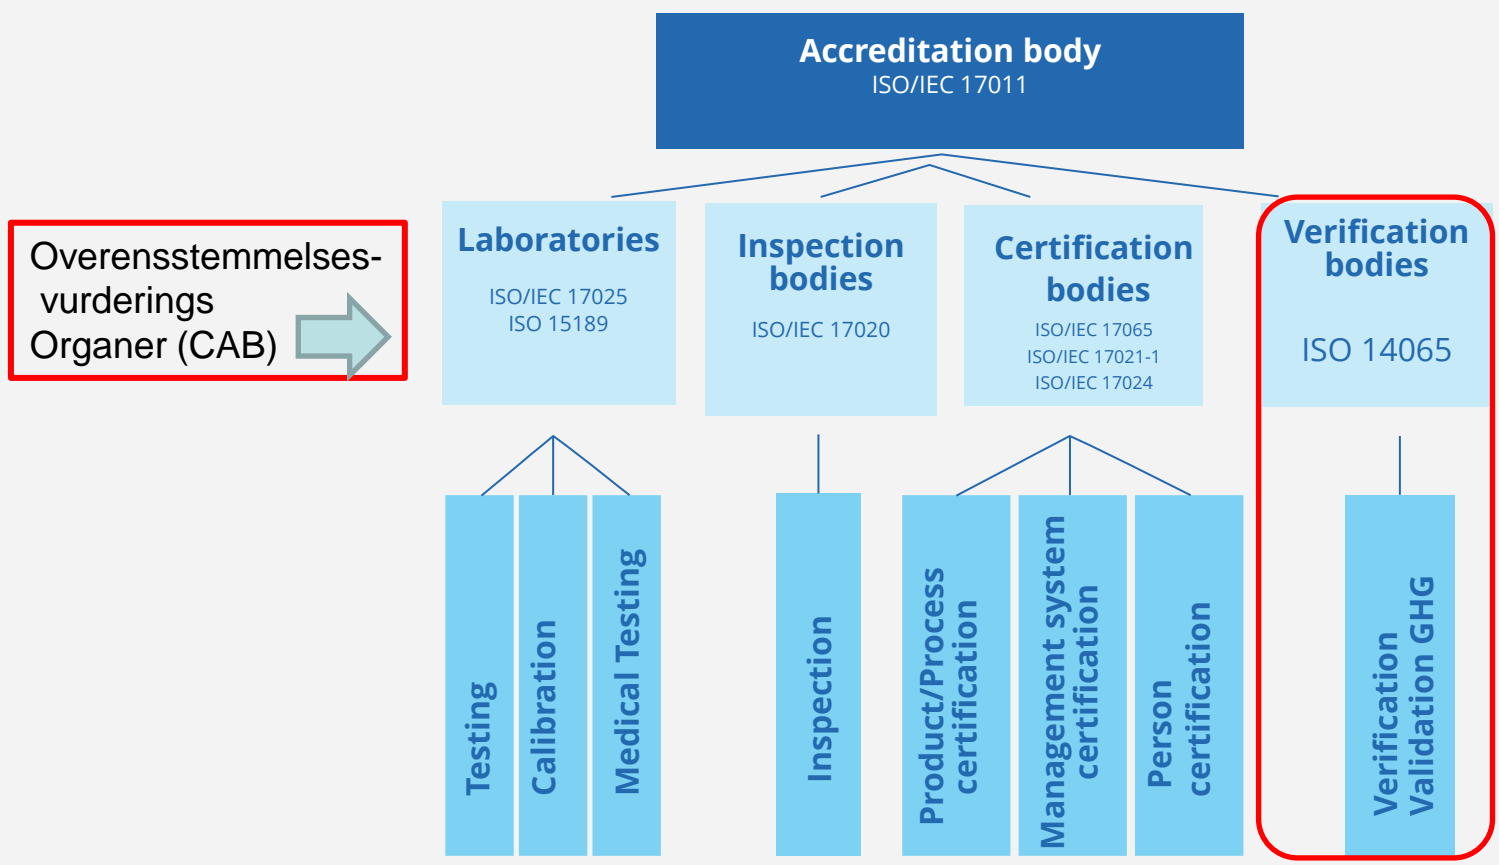 Accreditation body
ISO/IEC 17011
Overensstemmelses-
vurderings
Organer (CAB)
Laboratories
ISO/IEC 17025
ISO 15189
Inspection
bodies
ISO/IEC 17020
Certification
bodies
ISO/IEC 17065
ISO/IEC 17021-1
ISO/IEC 17024
Verification
bodies
ISO 14065
Testing
Calibration
Medical Testing
Inspection
Product/Process
certification
Management system
certification
Person
certification
Verification
Validation GHG